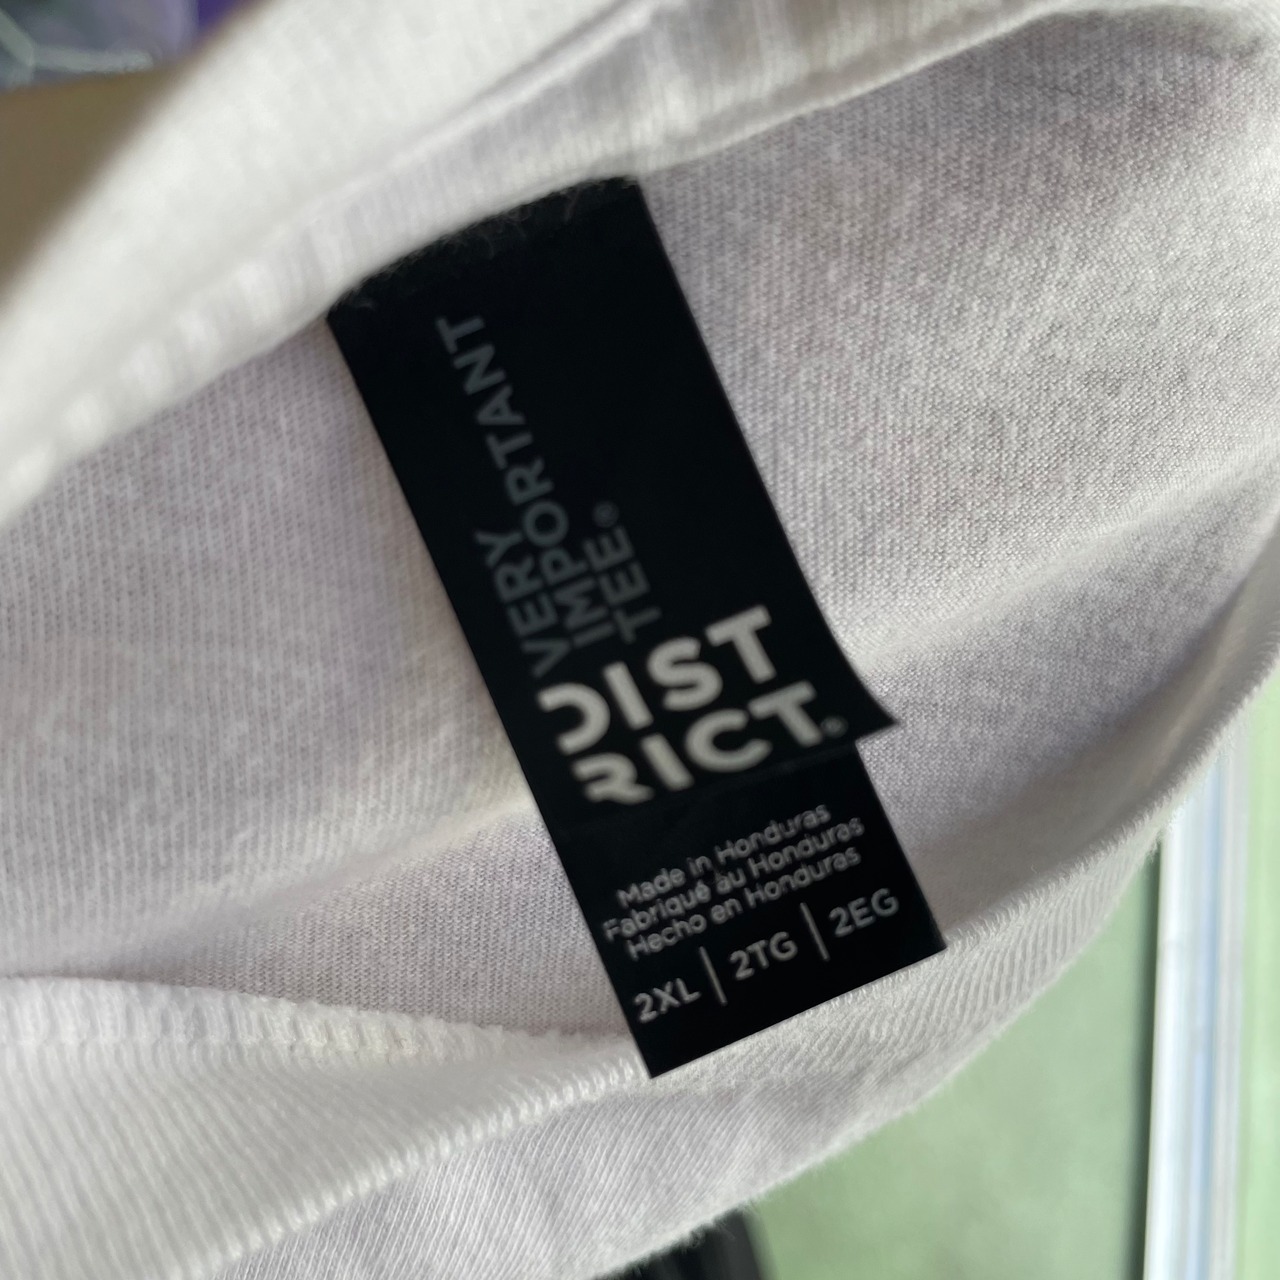 VERY
IMPORTANT
TEE.®
DIST
RICT®
Made in Honduras
Fabriqué au Honduras
Hecho en Honduras
2XL | 2TG | 2EG